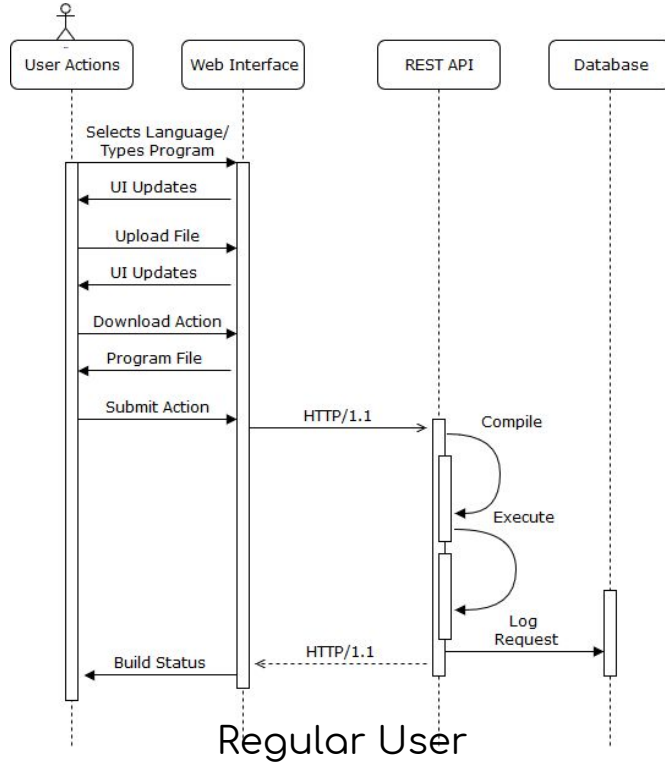 User Actions
Web Interface
REST API
Database
Selects Language/
Types Program
UI Updates
Upload File
UI Updates
Download Action
Program File
Submit Action
HTTP/1.1
Compile
Execute
Log
Request
HTTP/1.1
Build Status
Regular User